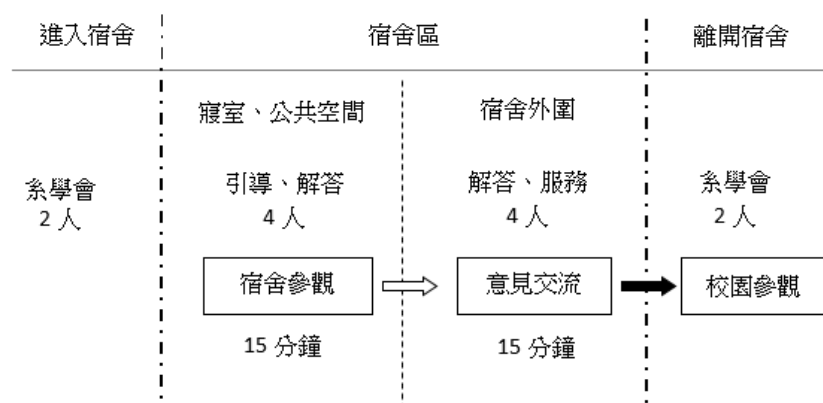 進入宿舍 宿舍區 離開宿舍
寢室、公共空間 宿舍外圍
系學會 引導、解答 解答、服務 系學會
2 人 4 人 4 人 2 人
宿舍參觀 意見交流 校園參觀
15 分鐘 15 分鐘